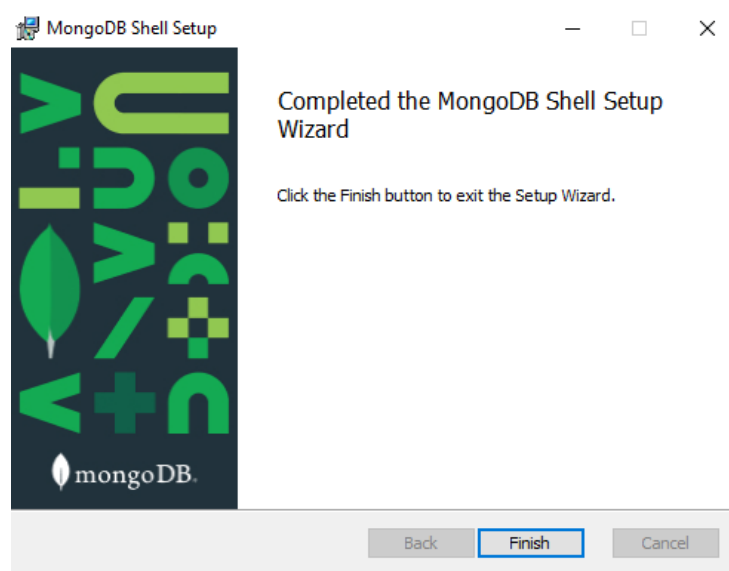 MongoDB Shell Setup
Completed the MongoDB Shell Setup
Wizard
Click the Finish button to exit the Setup Wizard.
mongoDB.
Back
Finish
Cancel